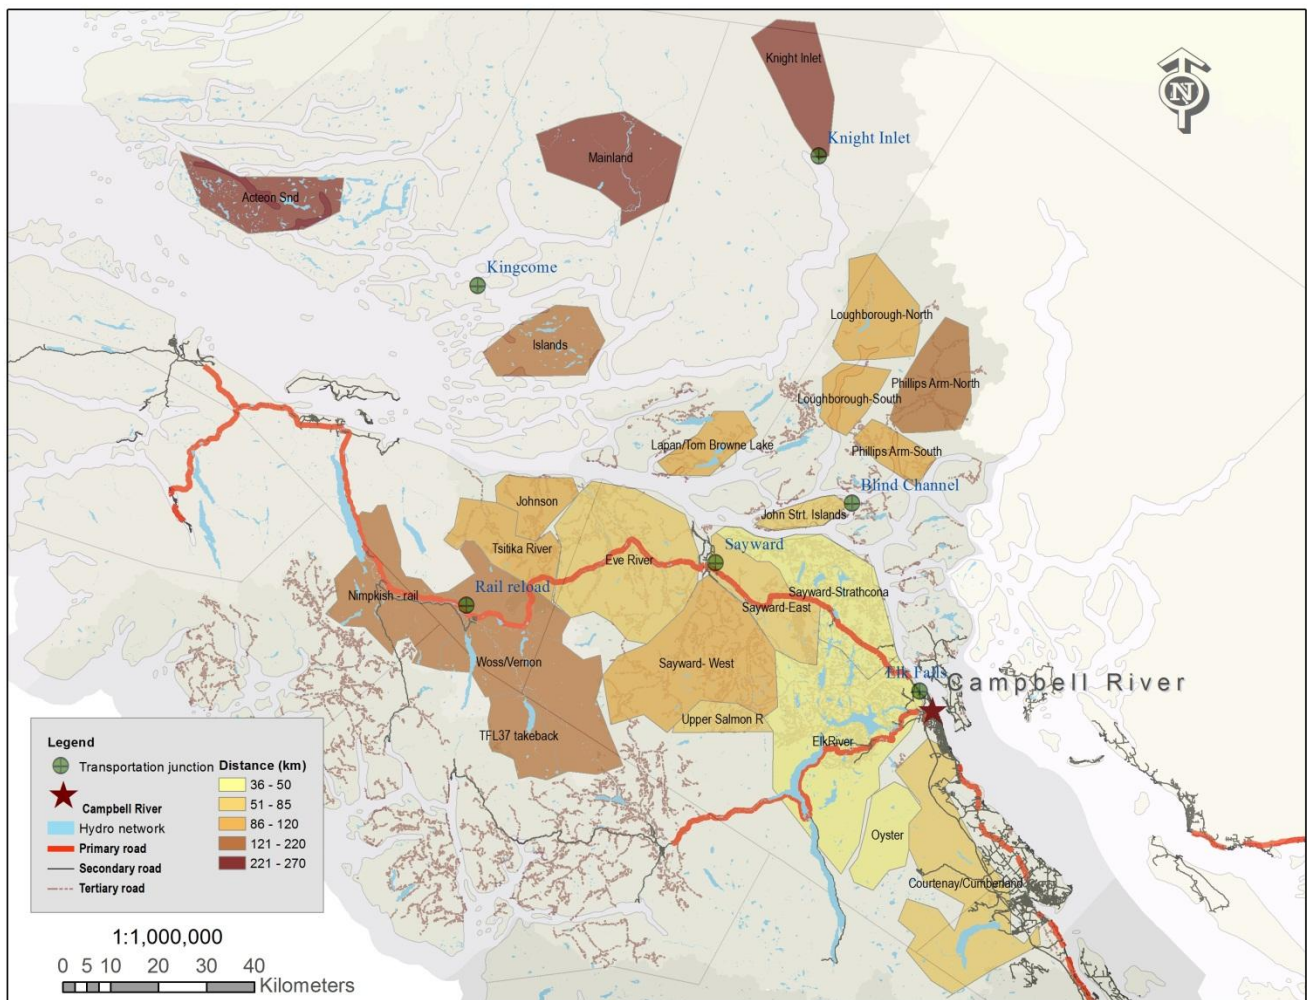 Knight Inlet
N
Knight Inlet
Mainland
Acteon Snd
Kingcome
Loughborough-North
Islands
Phillips Arm-North
Loughborough-South
Lapan/Tom Browne Lake
Phillips Arm-South
Blind Channel
Johnson
John Strt. Islands
Tsitika River
Sayward
Eve River
Rail reload
Sayward-Strathcona
Nimpkish - rail
Sayward-East
Woss/Vernon
Sayward- West
Elk Falls
Campbell River
Upper Salmon R
TFL37 takeback
ElkRiver
Oyster
Courtenay/Cumberland
Legend
Transportation junction
Campbell River
Hydro network
Primary road
Secondary road
Tertiary road
Distance (km)
36 - 50
51 - 85
86 - 120
121 - 220
221 - 270
1:1,000,000
0 5 10 20 30 40
Kilometers